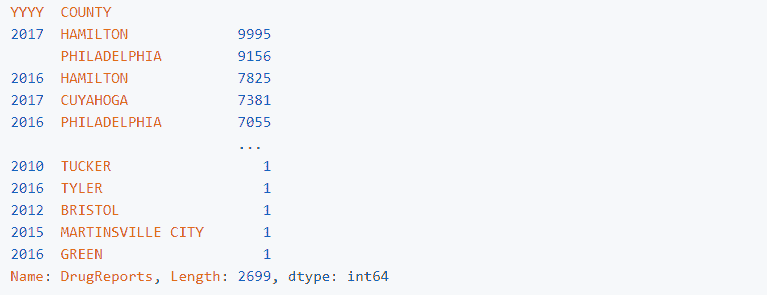 YYYY  COUNTY
2017  HAMILTON             9995
      PHILADELPHIA         9156
2016  HAMILTON             7825
2017  CUYAHOGA             7381
2016  PHILADELPHIA         7055
                           ...
2010  TUCKER                  1
2016  TYLER                   1
2012  BRISTOL                 1
2015  MARTINSVILLE CITY       1
2016  GREEN                   1
Name: DrugReports, Length: 2699, dtype: int64